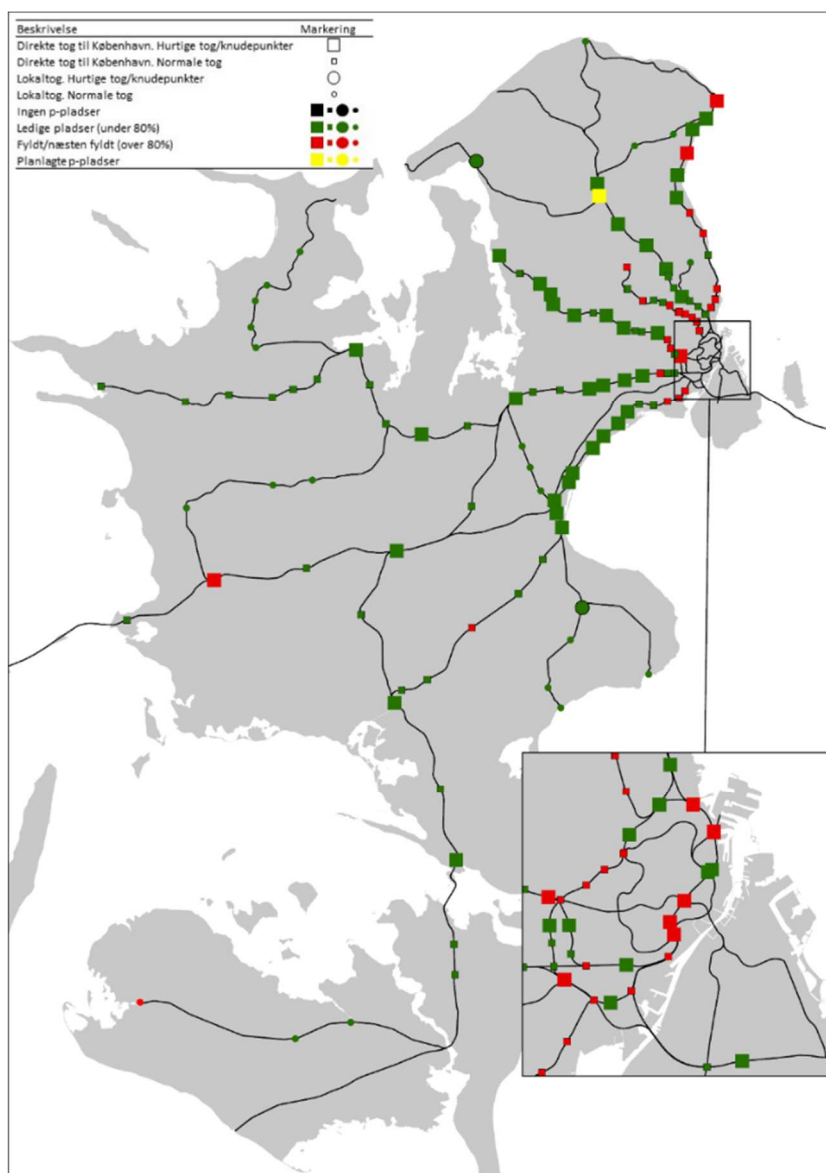 Beskrivelse Markering
Direkte tog til København. Hurtige tog/knudepunkter
Direkte tog til København. Normale tog
Lokaltog. Hurtige tog/knudepunkter
Lokaltog. Normale tog
Ingen p-pladser
Ledige pladser (under 80%)
Fyldt/næsten fyldt (over 80%)
Planlagte p-pladser